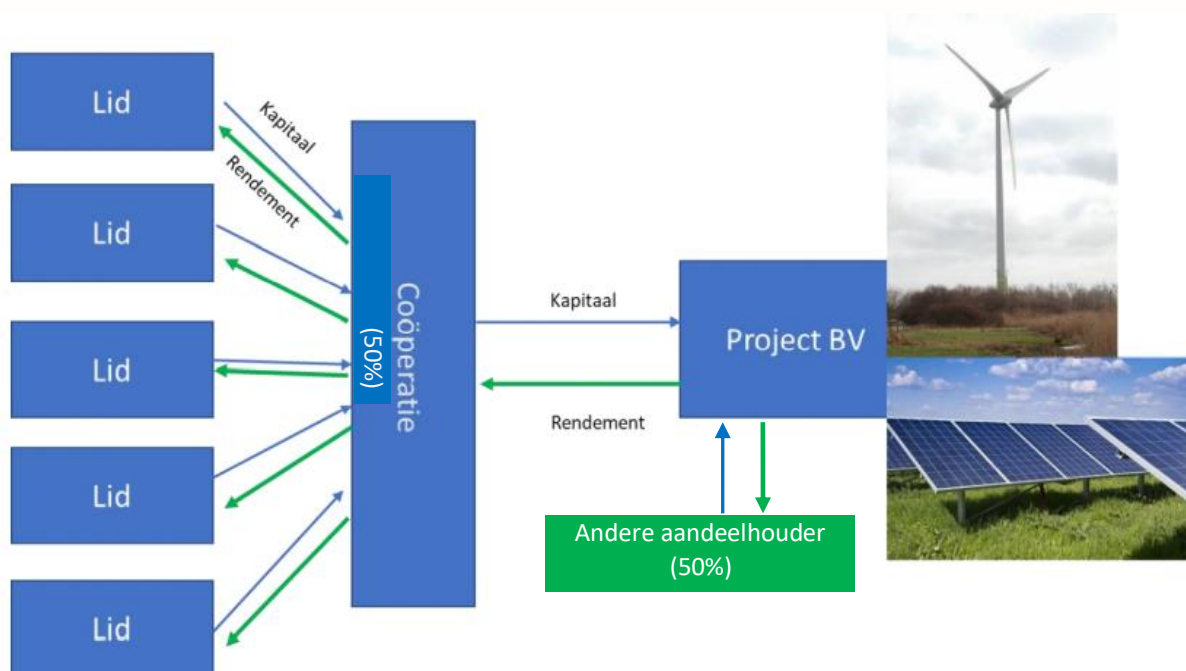 Lid
Kapitaal
Rendement
Lid
Lid
Lid
Lid
Coöperatie
(50%)
Kapitaal
Rendement
Project BV
Andere aandeelhouder
(50%)